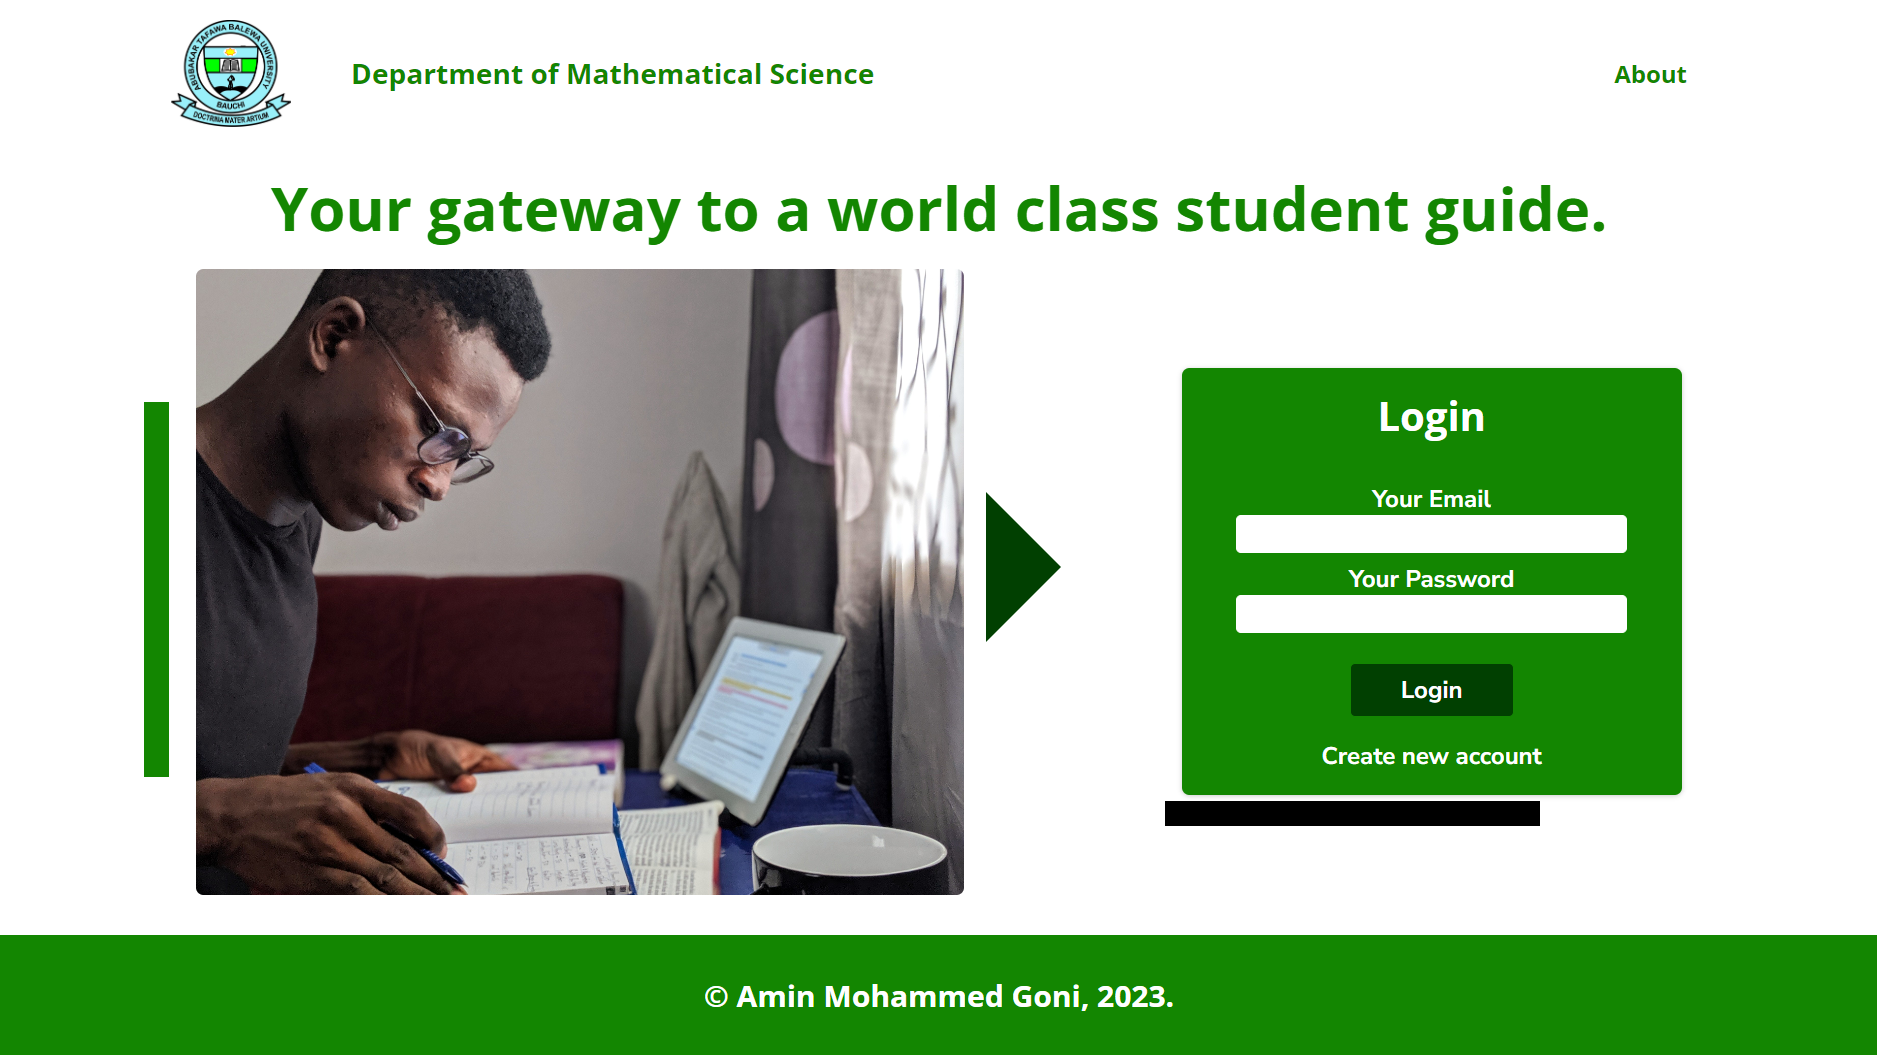 ABUBAKAR TAFAWA BALEWA UNIVERSITY
BAUCHI
DOCTRINA MATER ARTIUM
Department of Mathematical Science
About
Your gateway to a world class student guide.
Login
Your Email
Your Password
Login
Create new account
© Amin Mohammed Goni, 2023.